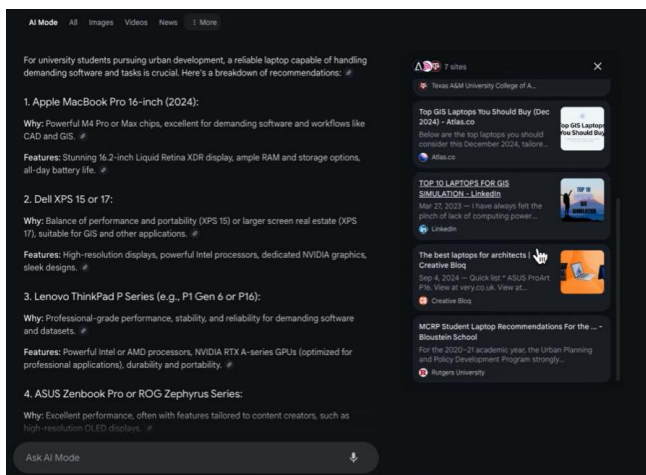 AI Mode All Images Videos News More
For university students pursuing urban development, a reliable laptop capable of handling
demanding software and tasks is crucial. Here's a breakdown of recommendations:
1. Apple MacBook Pro 16-inch (2024):
Why: Powerful M4 Pro or Max chips, excellent for demanding software and workflows like
CAD and GIS.
Features: Stunning 16.2-inch Liquid Retina XDR display, ample RAM and storage options,
all-day battery life.
2. Dell XPS 15 or 17:
Why: Balance of performance and portability (XPS 15) or larger screen real estate (XPS
17), suitable for GIS and other applications.
Features: High-resolution displays, powerful Intel processors, dedicated NVIDIA graphics,
sleek designs.
3. Lenovo ThinkPad P Series (e.g., P1 Gen 6 or P16):
Why: Professional-grade performance, stability, and reliability for demanding software
and datasets.
Features: Powerful Intel or AMD processors, NVIDIA RTX A-series GPUs (optimized for
professional applications), durability and portability.
4. ASUS Zenbook Pro or ROG Zephyrus Series:
Why: Excellent performance, often with features tailored to content creators, such as
high-resolution OLED displays.
Ask AI Mode
7 sites
Texas A&M University College of A...
Top GIS Laptops You Should Buy (Dec
2024) - Atlas.co
Below are the top laptops you should
consider this December 2024, tailore...
Atlas.co
Top GIS Laptops
You Should Buy
TOP 10 LAPTOPS FOR GIS
SIMULATION - LinkedIn
Mar 27, 2023 — I have always felt the
pinch of lack of computing power...
LinkedIn
TOP 10
The best laptops for architects |
Creative Bloq
Sep 4, 2024 — Quick list * ASUS ProArt
P16. View at very.co.uk. View at...
Creative Bloq
MCRP Student Laptop Recommendations For the ... -
Bloustein School
For the 2020–21 academic year, the Urban Planning
and Policy Development Program strongly...
Rutgers University